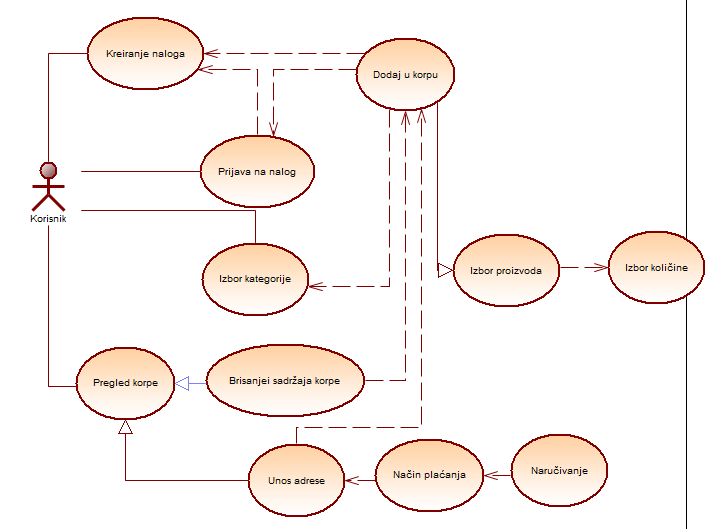 Kreiranje naloga
Dodaj u korpu
Prijava na nalog
Korisnik
Izbor kategorije
Izbor proizvoda
Izbor količine
Pregled korpe
Brisanjei sadržaja korpe
Unos adrese
Način plaćanja
Naručivanje